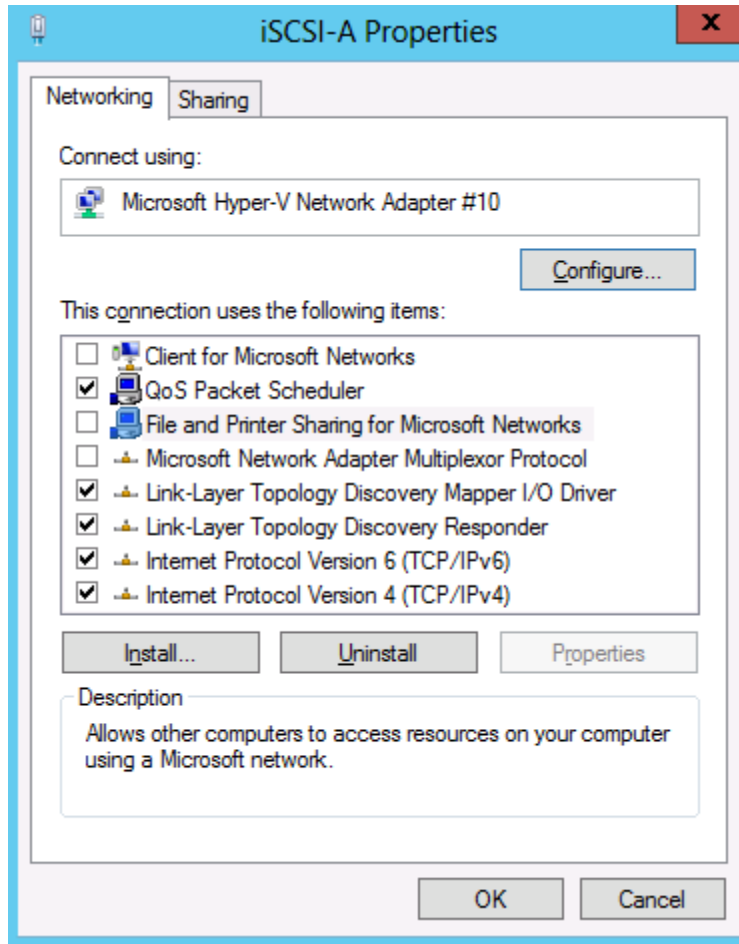 iSCSI-A Properties
x
Networking
Sharing
Connect using:
Microsoft Hyper-V Network Adapter #10
Configure...
This connection uses the following items:
Client for Microsoft Networks
QoS Packet Scheduler
File and Printer Sharing for Microsoft Networks
Microsoft Network Adapter Multiplexor Protocol
Link-Layer Topology Discovery Mapper I/O Driver
Link-Layer Topology Discovery Responder
Internet Protocol Version 6 (TCP/IPv6)
Internet Protocol Version 4 (TCP/IPv4)
Install...
Uninstall
Properties
Description
Allows other computers to access resources on your computer
using a Microsoft network.
OK
Cancel